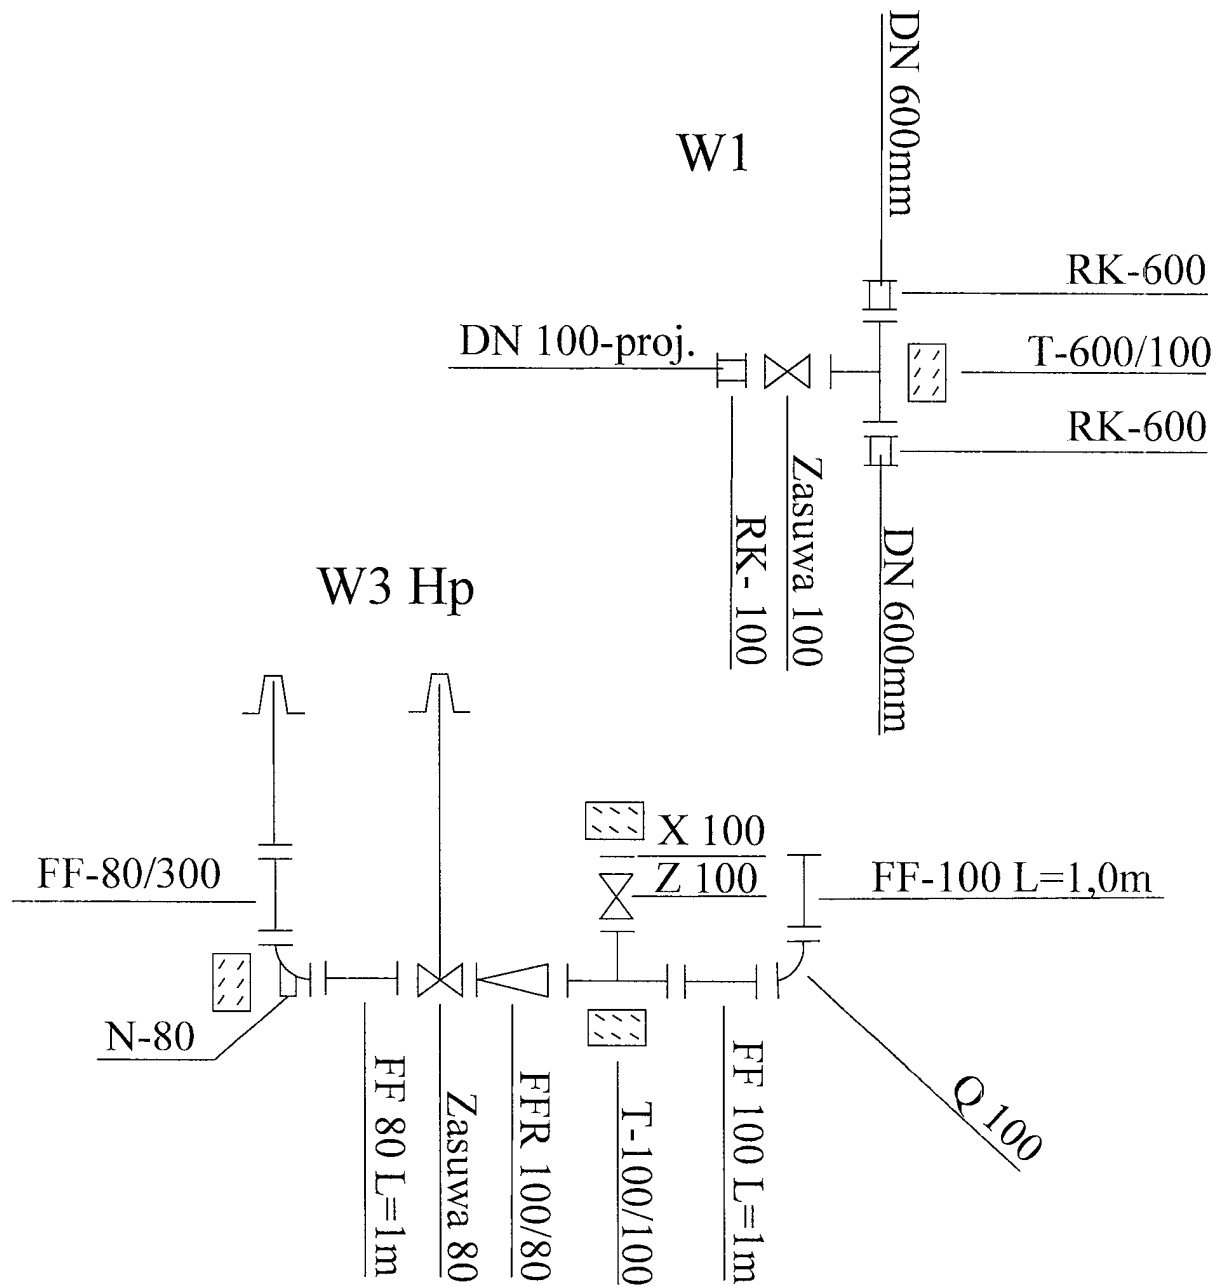 DN 600mm
W1
RK-600
DN 100-proj.
T-600/100
RK-600
RK- 100
Zasuwa 100
DN 600mm
W3 Hp
X 100
FF-80/300
Z 100
FF-100 L=1,0m
N-80
FF 80 L=1m
Zasuwa 80
FFR 100/80
T-100/100
FF 100 L=1m
Q 100